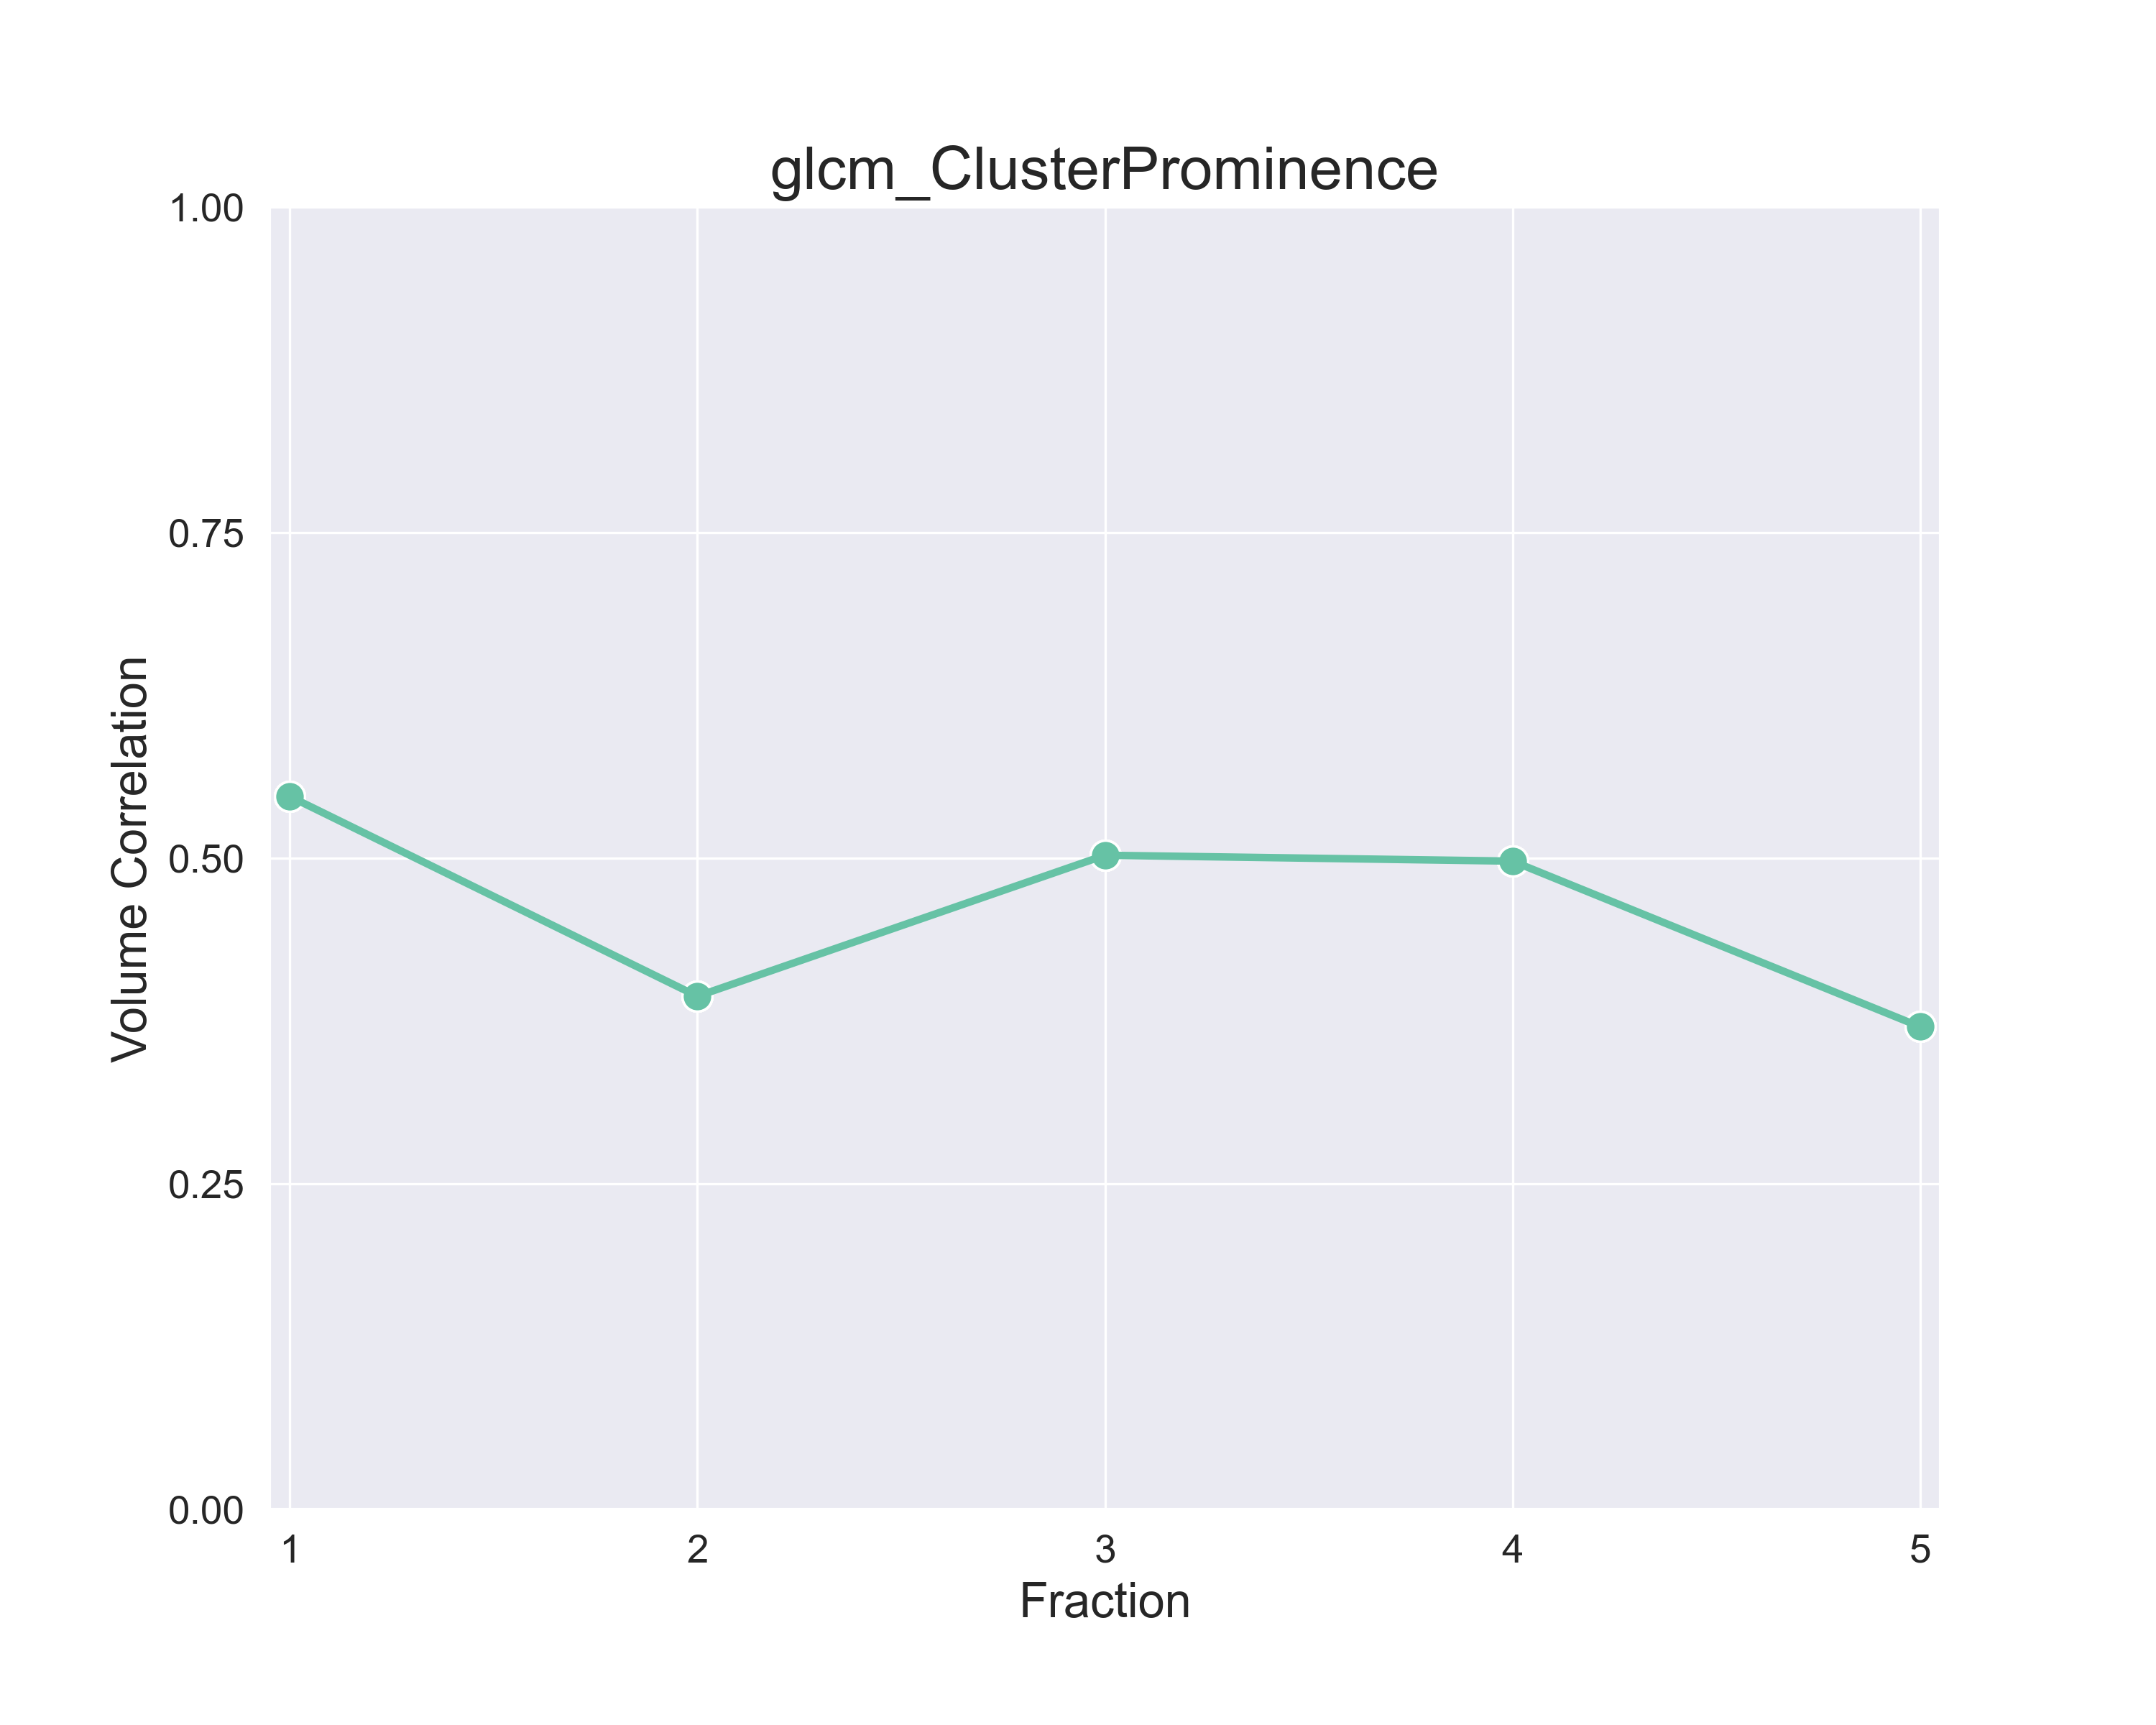 glcm_ClusterProminence
1.00
0.75
0.50
0.25
0.00
Volume Correlation
1 2 3 4 5
Fraction